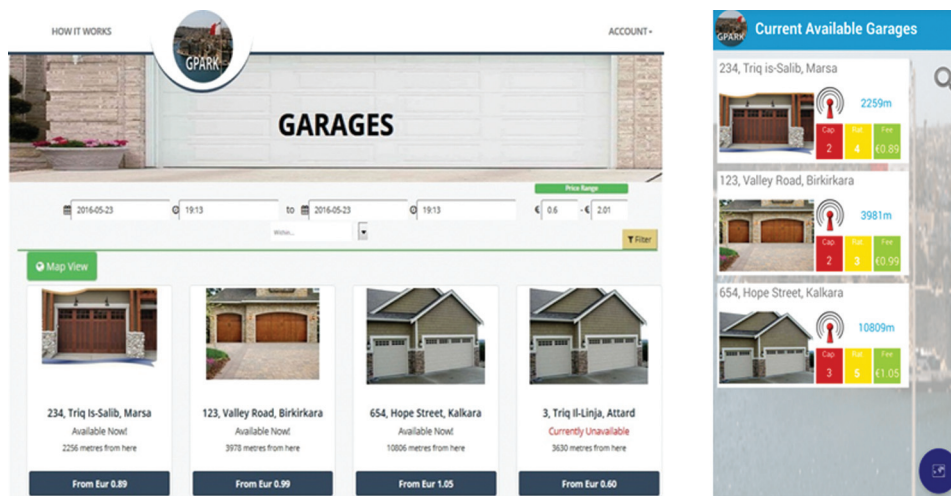 HOW IT WORKS
GPARK
ACCOUNT
GARAGES
Price Range
2016-05-23
19:13
to
2016-05-23
19:13
€ 0.6 - € 2.01
Within...
Filter
Map View
234, Triq Is-Salib, Marsa
Available Now!
2256 metres from here
From Eur 0.89
123, Valley Road, Birkirkara
Available Now!
3978 metres from here
From Eur 0.99
654, Hope Street, Kalkara
Available Now!
10806 metres from here
From Eur 1.05
3, Triq Il-Linja, Attard
Currently Unavailable
3630 metres from here
From Eur 0.60
GPARK
Current Available Garages
234, Triq is-Salib, Marsa
2259m
Cap Rat Fee
2 4 €0.89
123, Valley Road, Birkirkara
3981m
Cap Rat Fee
2 3 €0.99
654, Hope Street, Kalkara
10809m
Cap Rat Fee
3 5 €1.05